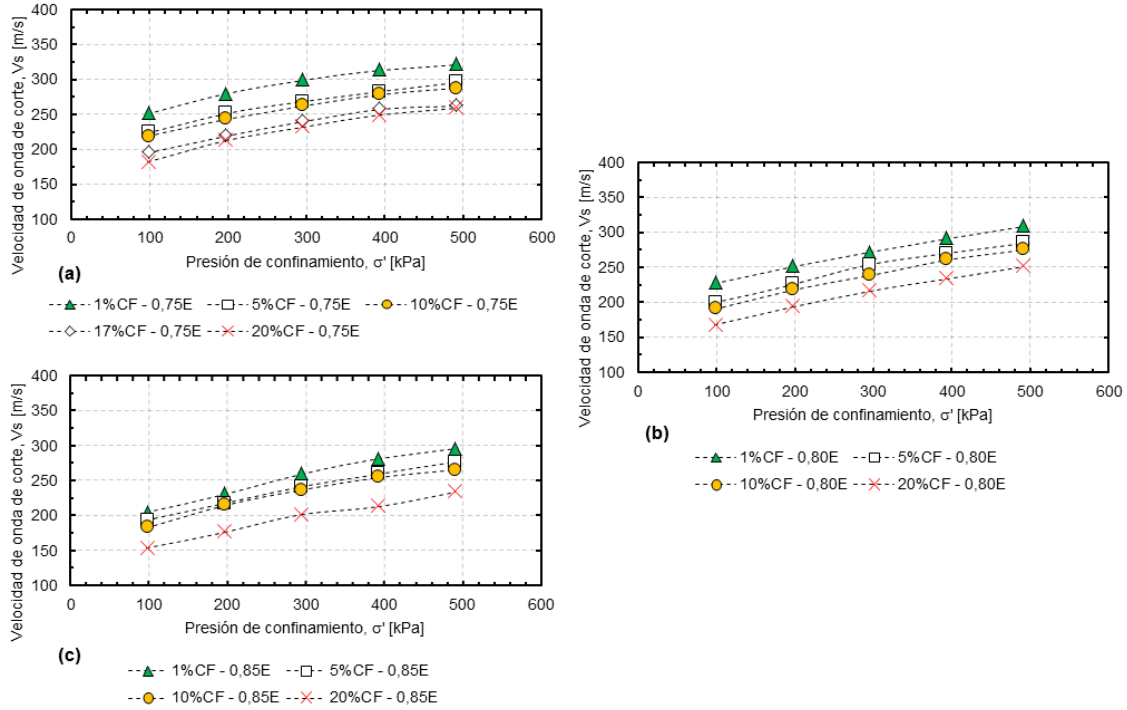 Velocidad de onda de corte, Vs [m/s]
400
350
300
250
200
150
100
0 100 200 300 400 500 600
Presión de confinamiento, σ' [kPa]
(a)
1%CF - 0,75E 5%CF - 0,75E 10%CF - 0,75E
17%CF - 0,75E 20%CF - 0,75E
Velocidad de onda de corte, Vs [m/s]
400
350
300
250
200
150
100
0 100 200 300 400 500 600
Presión de confinamiento, σ' [kPa]
(b)
1%CF - 0,80E 5%CF - 0,80E
10%CF - 0,80E 20%CF - 0,80E
Velocidad de onda de corte, Vs [m/s]
400
350
300
250
200
150
100
0 100 200 300 400 500 600
Presión de confinamiento, σ' [kPa]
(c)
1%CF - 0,85E 5%CF - 0,85E
10%CF - 0,85E 20%CF - 0,85E